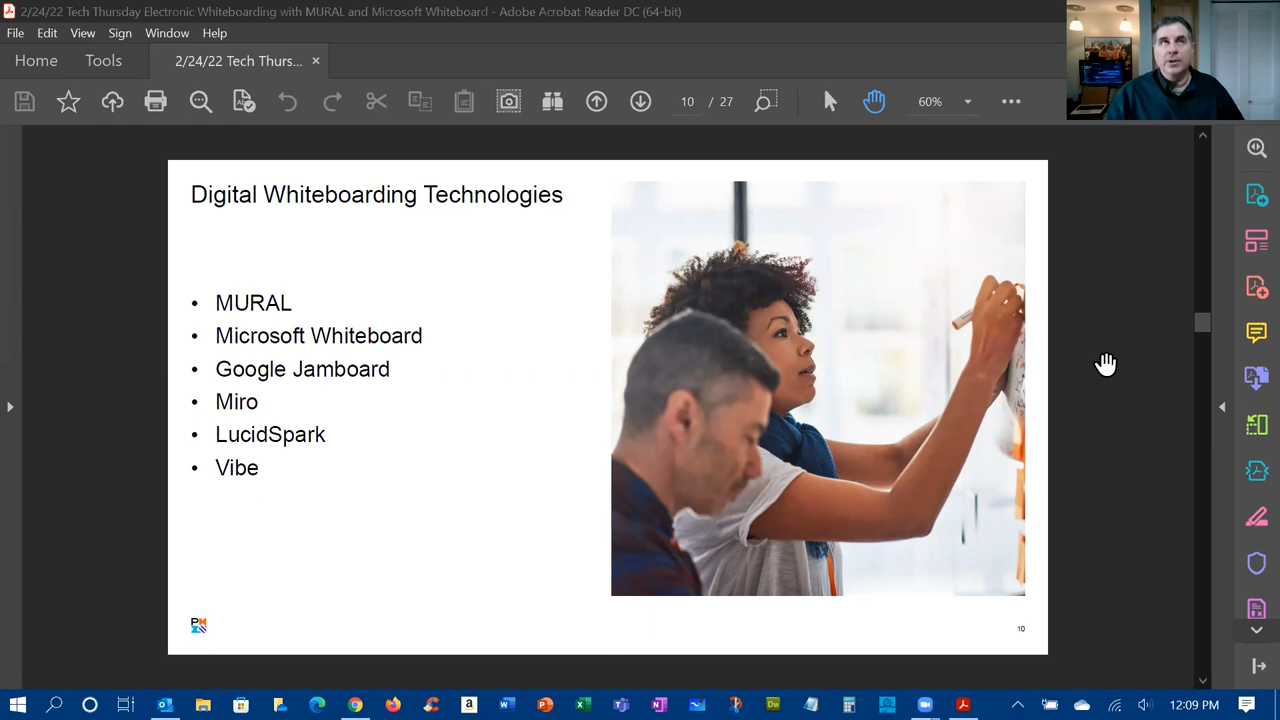 2/24/22 Tech Thursday Electronic Whiteboarding with MURAL and Microsoft Whiteboard - Adobe Acrobat Reader DC (64-bit)
File Edit View Sign Window Help
Home Tools 2/24/22 Tech Thurs... ×
10 / 27 60%
Digital Whiteboarding Technologies
• MURAL
• Microsoft Whiteboard
• Google Jamboard
• Miro
• LucidSpark
• Vibe
10
12:09 PM